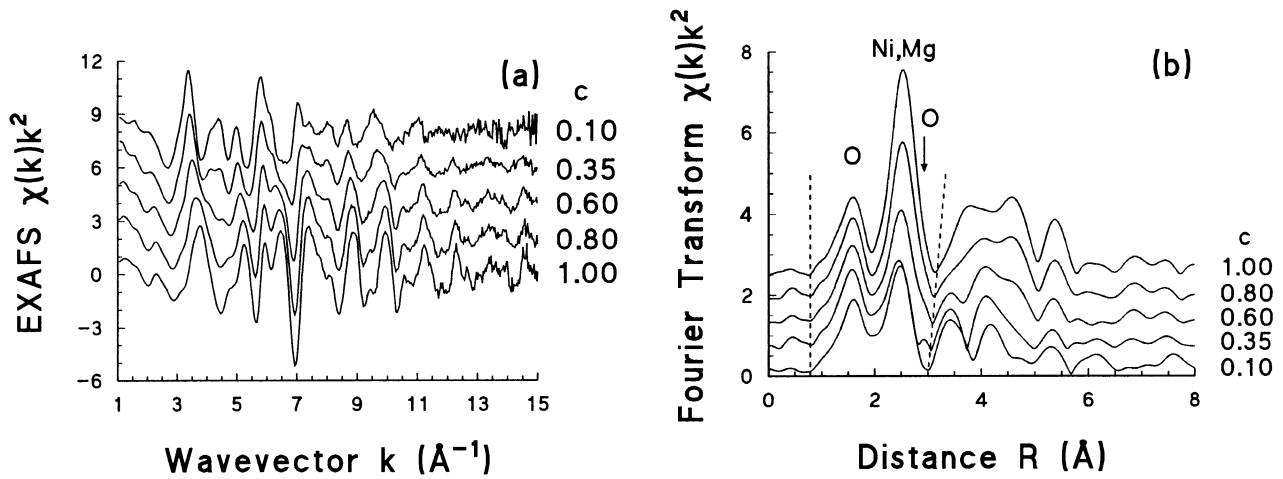 (a)
EXAFS χ(k)k²
12
9
6
3
0
−3
−6
1 3 5 7 9 11 13 15
Wavevector k (Å⁻¹)
c
0.10
0.35
0.60
0.80
1.00
(b)
Fourier Transform χ(k)k²
8
6
4
2
0
0 2 4 6 8
Distance R (Å)
Ni,Mg
O
O
c
1.00
0.80
0.60
0.35
0.10